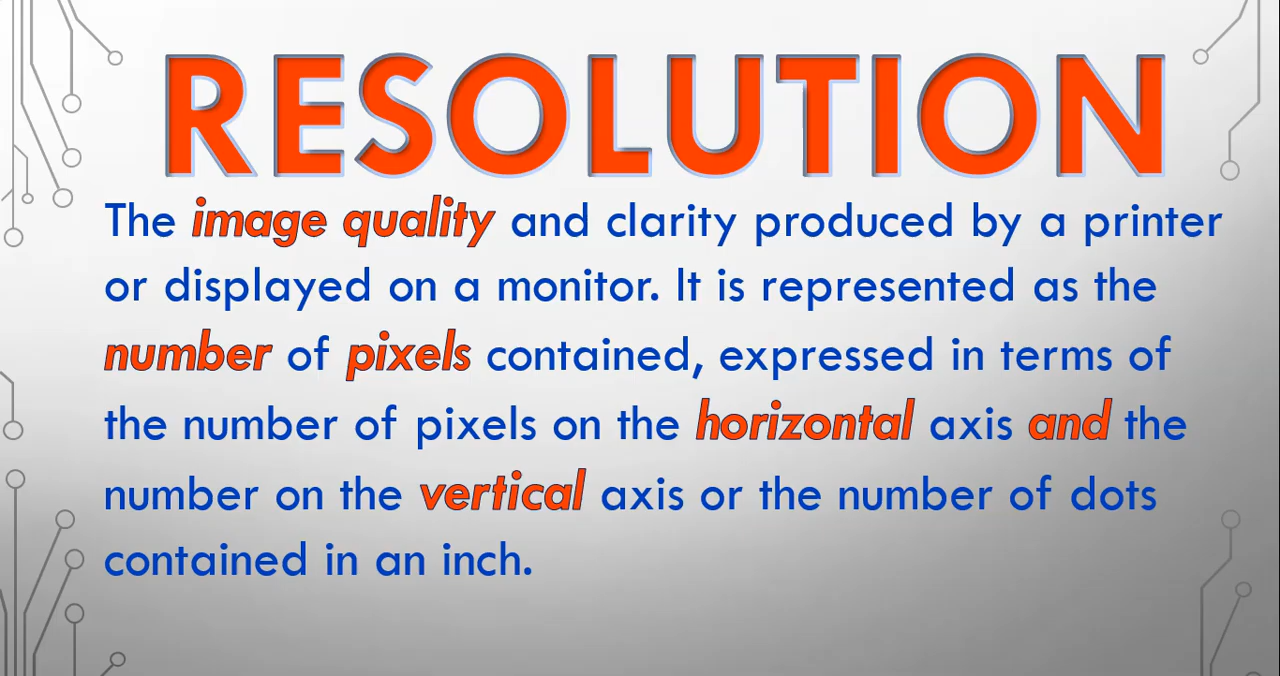 RESOLUTION
The image quality and clarity produced by a printer
or displayed on a monitor. It is represented as the
number of pixels contained, expressed in terms of
the number of pixels on the horizontal axis and the
number on the vertical axis or the number of dots
contained in an inch.